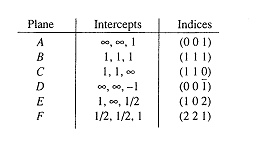 Plane Intercepts Indices
A ∞, ∞, 1 (0 0 1)
B 1, 1, 1 (1 1 1)
C 1, 1, ∞ (1 1 0)
D ∞, ∞, −1 (0 0 1̄)
E 1, ∞, 1/2 (1 0 2)
F 1/2, 1/2, 1 (2 2 1)